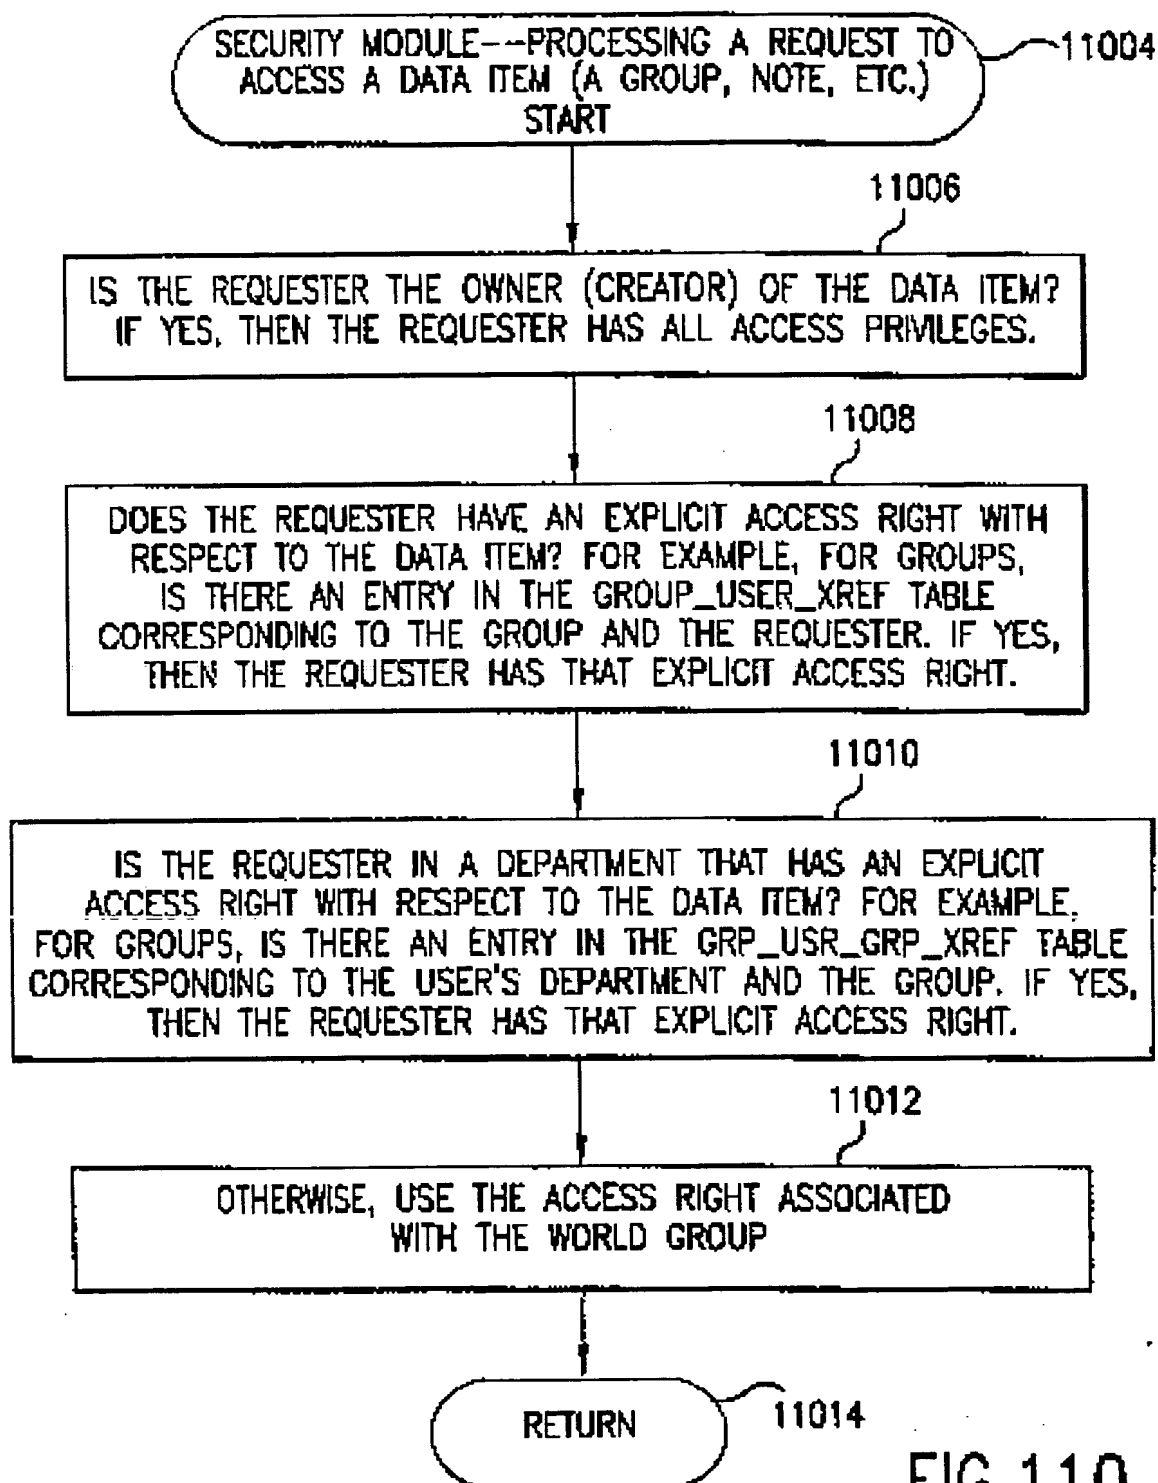 SECURITY MODULE--PROCESSING A REQUEST TO
ACCESS A DATA ITEM (A GROUP, NOTE, ETC.)
START
11004
11006
IS THE REQUESTER THE OWNER (CREATOR) OF THE DATA ITEM?
IF YES, THEN THE REQUESTER HAS ALL ACCESS PRIVILEGES.
11008
DOES THE REQUESTER HAVE AN EXPLICIT ACCESS RIGHT WITH
RESPECT TO THE DATA ITEM? FOR EXAMPLE, FOR GROUPS,
IS THERE AN ENTRY IN THE GROUP_USER_XREF TABLE
CORRESPONDING TO THE GROUP AND THE REQUESTER. IF YES,
THEN THE REQUESTER HAS THAT EXPLICIT ACCESS RIGHT.
11010
IS THE REQUESTER IN A DEPARTMENT THAT HAS AN EXPLICIT
ACCESS RIGHT WITH RESPECT TO THE DATA ITEM? FOR EXAMPLE,
FOR GROUPS, IS THERE AN ENTRY IN THE GRP_USR_GRP_XREF TABLE
CORRESPONDING TO THE USER'S DEPARTMENT AND THE GROUP. IF YES,
THEN THE REQUESTER HAS THAT EXPLICIT ACCESS RIGHT.
11012
OTHERWISE, USE THE ACCESS RIGHT ASSOCIATED
WITH THE WORLD GROUP
RETURN
11014
FIG.110